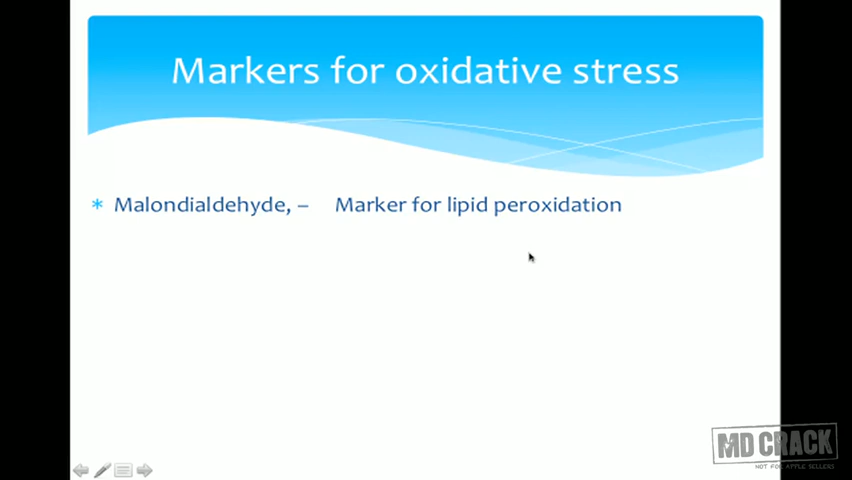 Markers for oxidative stress
* Malondialdehyde, – Marker for lipid peroxidation
MD CRACK
NOT FOR APPLE SELLERS